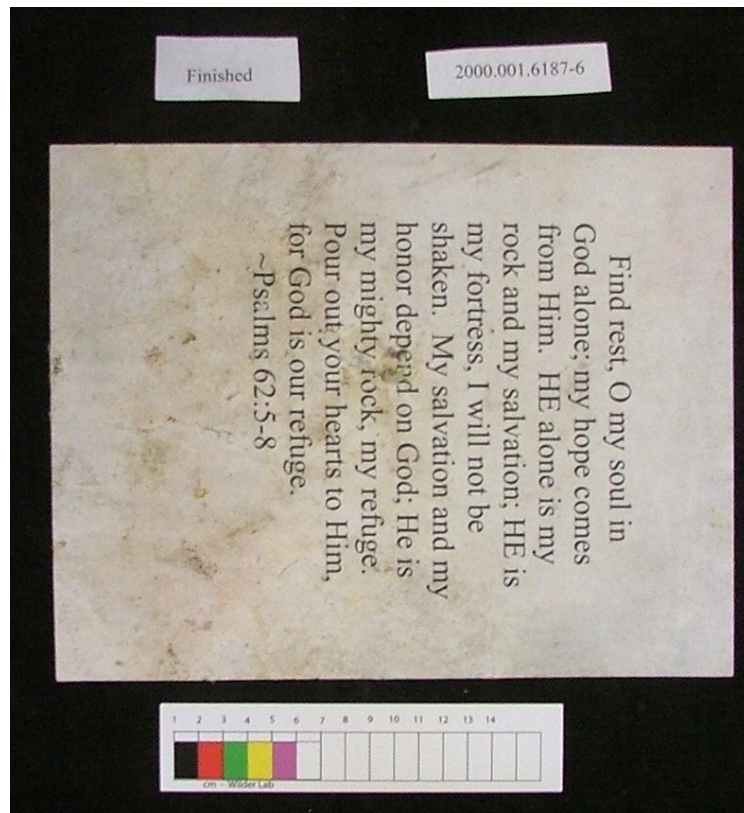 Finished
2000.001.6187-6
Find rest, O my soul in
God alone; my hope comes
from Him.  HE alone is my
rock and my salvation; HE is
my fortress, I will not be
shaken.  My salvation and my
honor depend on God; He is
my mighty rock, my refuge.
Pour out your hearts to Him,
for God is our refuge.
~Psalms 62:5-8
1 2 3 4 5 6 7 8 9 10 11 12 13 14
cm - Wilder Lab